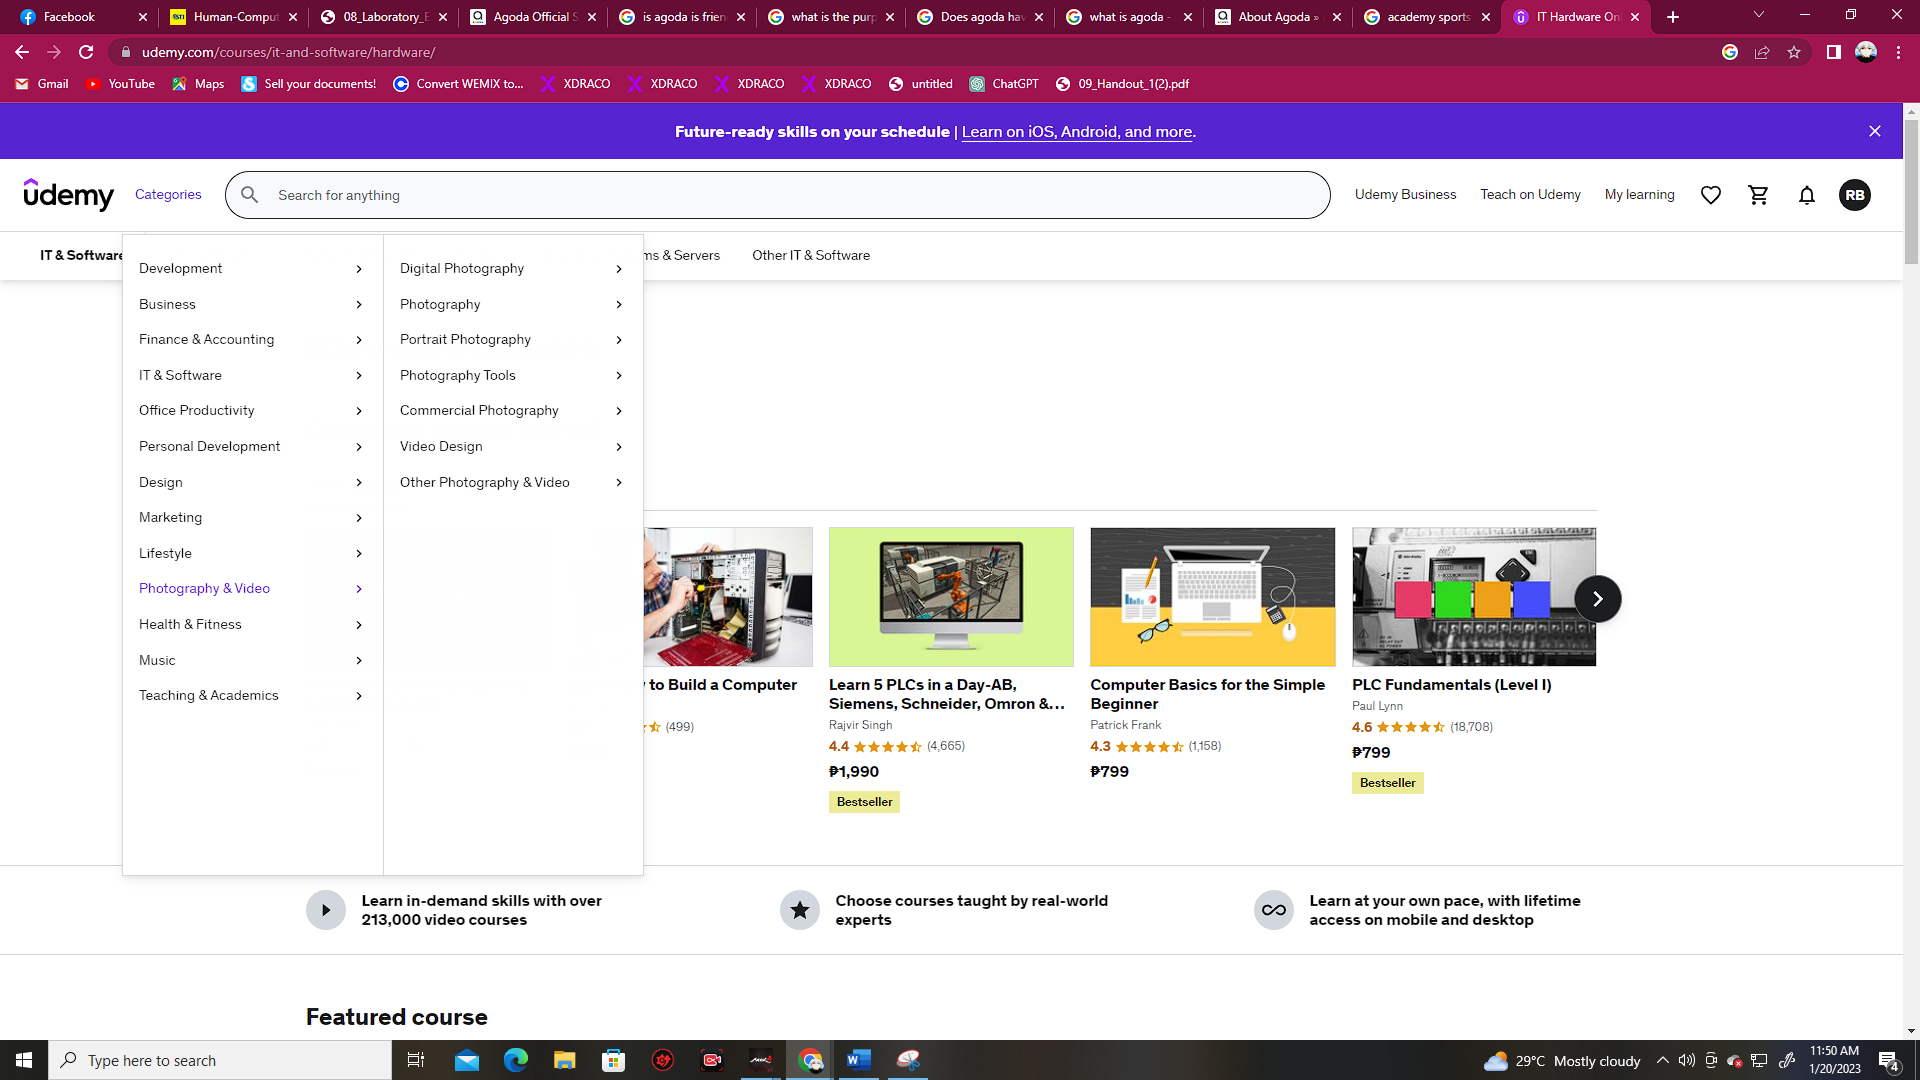 Facebook
Human-Comput
08_Laboratory_E
Agoda Official S
is agoda is frien
what is the purp
Does agoda hav
what is agoda -
About Agoda »
academy sports
IT Hardware On
udemy.com/courses/it-and-software/hardware/
Gmail
YouTube
Maps
Sell your documents!
Convert WEMIX to...
XDRACO
XDRACO
XDRACO
XDRACO
untitled
ChatGPT
09_Handout_1(2).pdf
Future-ready skills on your schedule | Learn on iOS, Android, and more.
udemy
Categories
Search for anything
Udemy Business
Teach on Udemy
My learning
RB
IT & Software
ms & Servers
Other IT & Software
Development
Business
Finance & Accounting
IT & Software
Office Productivity
Personal Development
Design
Marketing
Lifestyle
Photography & Video
Health & Fitness
Music
Teaching & Academics
Digital Photography
Photography
Portrait Photography
Photography Tools
Commercial Photography
Video Design
Other Photography & Video
to Build a Computer
(499)
Learn 5 PLCs in a Day-AB,
Siemens, Schneider, Omron &...
Rajvir Singh
4.4 (4,665)
₱1,990
Bestseller
Computer Basics for the Simple
Beginner
Patrick Frank
4.3 (1,158)
₱799
PLC Fundamentals (Level I)
Paul Lynn
4.6 (18,708)
₱799
Bestseller
Learn in-demand skills with over
213,000 video courses
Choose courses taught by real-world
experts
Learn at your own pace, with lifetime
access on mobile and desktop
Featured course
Type here to search
29°C Mostly cloudy
11:50 AM
1/20/2023
4